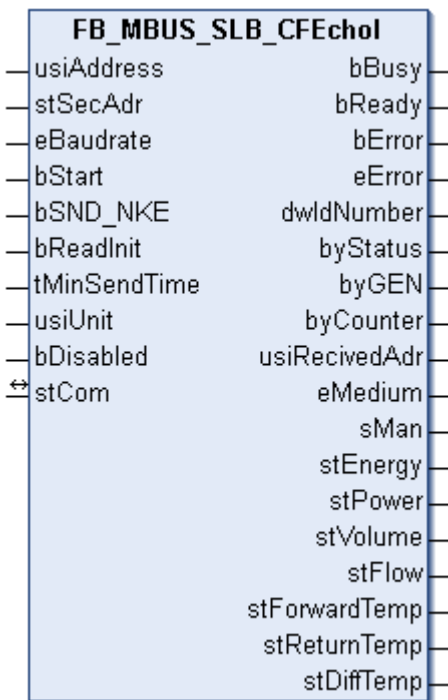 FB_MBUS_SLB_CFEchoI
usiAddress bBusy
stSecAdr bReady
eBaudrate bError
bStart eError
bSND_NKE dwIdNumber
bReadInit byStatus
tMinSendTime byGEN
usiUnit byCounter
bDisabled usiRecivedAdr
stCom eMedium
sMan
stEnergy
stPower
stVolume
stFlow
stForwardTemp
stReturnTemp
stDiffTemp